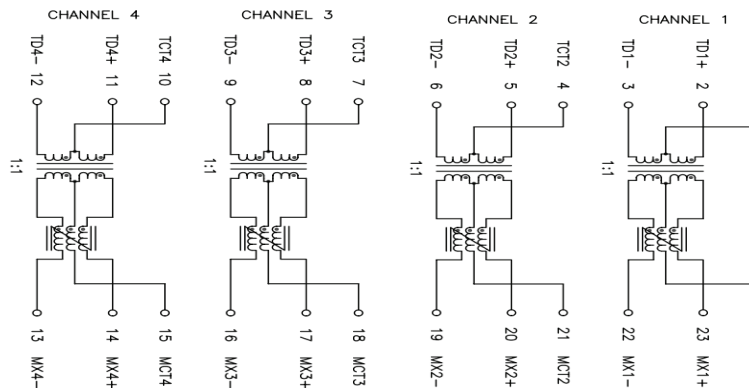 CHANNEL 4
CHANNEL 3
CHANNEL 2
CHANNEL 1
TD4- 12
TD4+ 11
TCT4 10
TD3- 9
TD3+ 8
TCT3 7
TD2- 6
TD2+ 5
TCT2 4
TD1- 3
TD1+ 2
1:1
1:1
1:1
1:1
13 MX4-
14 MX4+
15 MCT4
16 MX3-
17 MX3+
18 MCT3
19 MX2-
20 MX2+
21 MCT2
22 MX1-
23 MX1+